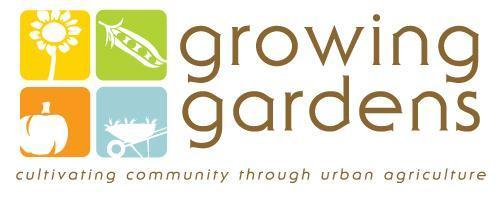 growing
gardens
cultivating community through urban agriculture